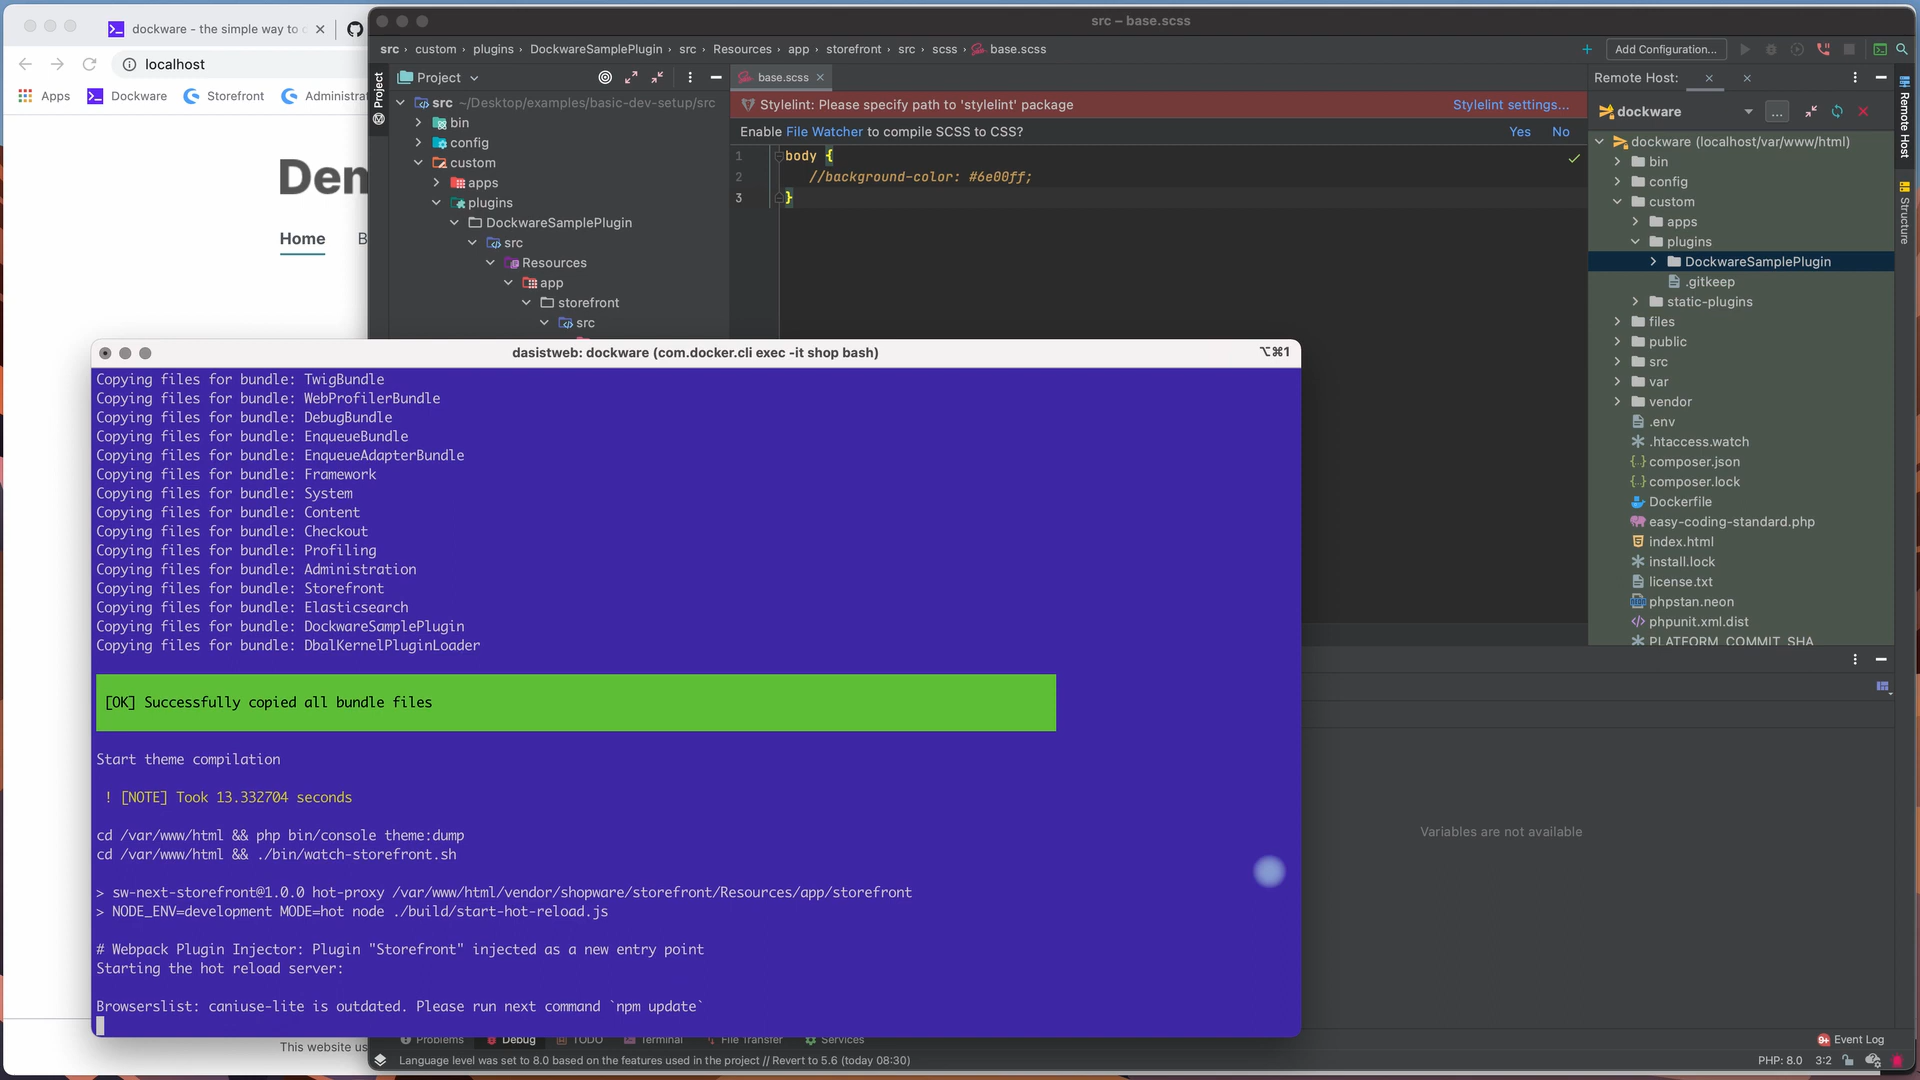 dockware - the simple way to
localhost
Apps
Dockware
Storefront
Administra
Den
Home
B
This website us
src – base.scss
src › custom › plugins › DockwareSamplePlugin › src › Resources › app › storefront › src › scss › base.scss
Add Configuration...
Project
Project
src ~/Desktop/examples/basic-dev-setup/src
bin
config
custom
apps
plugins
DockwareSamplePlugin
src
Resources
app
storefront
src
base.scss
Stylelint: Please specify path to 'stylelint' package
Stylelint settings...
Enable File Watcher to compile SCSS to CSS?
Yes
No
1 body {
2 //background-color: #6e00ff;
3 }
Remote Host:
dockware
...
dockware (localhost/var/www/html)
bin
config
custom
apps
plugins
DockwareSamplePlugin
.gitkeep
static-plugins
files
public
src
var
vendor
.env
.htaccess.watch
composer.json
composer.lock
Dockerfile
easy-coding-standard.php
index.html
install.lock
license.txt
phpstan.neon
phpunit.xml.dist
PLATFORM_COMMIT_SHA
Remote Host
Structure
Variables are not available
dasistweb: dockware (com.docker.cli exec -it shop bash)
⌥⌘1
Copying files for bundle: TwigBundle
Copying files for bundle: WebProfilerBundle
Copying files for bundle: DebugBundle
Copying files for bundle: EnqueueBundle
Copying files for bundle: EnqueueAdapterBundle
Copying files for bundle: Framework
Copying files for bundle: System
Copying files for bundle: Content
Copying files for bundle: Checkout
Copying files for bundle: Profiling
Copying files for bundle: Administration
Copying files for bundle: Storefront
Copying files for bundle: Elasticsearch
Copying files for bundle: DockwareSamplePlugin
Copying files for bundle: DbalKernelPluginLoader
[OK] Successfully copied all bundle files
Start theme compilation
! [NOTE] Took 13.332704 seconds
cd /var/www/html && php bin/console theme:dump
cd /var/www/html && ./bin/watch-storefront.sh
> sw-next-storefront@1.0.0 hot-proxy /var/www/html/vendor/shopware/storefront/Resources/app/storefront
> NODE_ENV=development MODE=hot node ./build/start-hot-reload.js
# Webpack Plugin Injector: Plugin "Storefront" injected as a new entry point
Starting the hot reload server:
Browserslist: caniuse-lite is outdated. Please run next command `npm update`
Problems
Debug
TODO
Terminal
File Transfer
Services
9+ Event Log
Language level was set to 8.0 based on the features used in the project // Revert to 5.6 (today 08:30)
PHP: 8.0
3:2